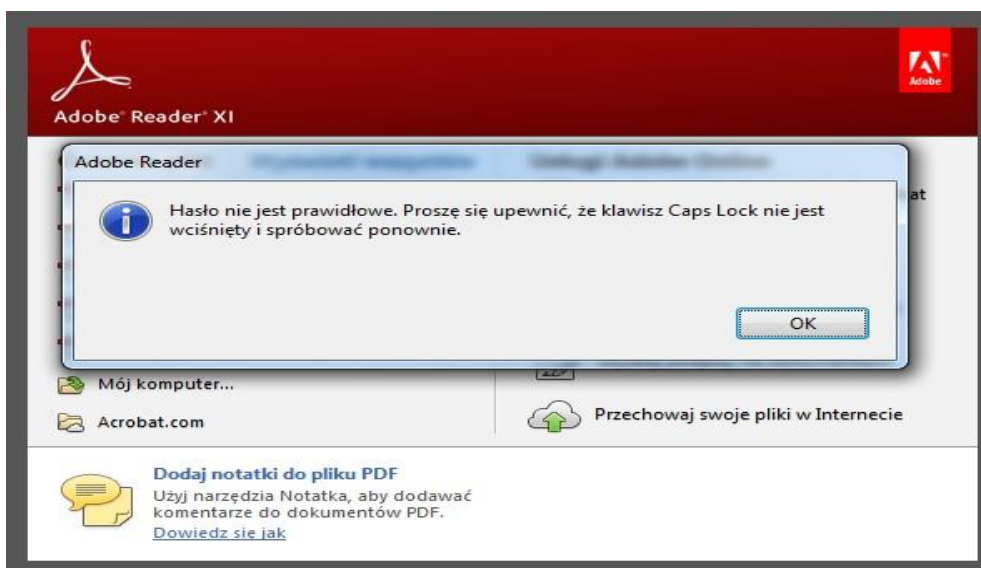 Adobe
Adobe® Reader® XI
Adobe Reader
Hasło nie jest prawidłowe. Proszę się upewnić, że klawisz Caps Lock nie jest
wciśnięty i spróbować ponownie.
at
OK
Mój komputer...
Acrobat.com
Przechowaj swoje pliki w Internecie
Dodaj notatki do pliku PDF
Użyj narzędzia Notatka, aby dodawać
komentarze do dokumentów PDF.
Dowiedz się jak